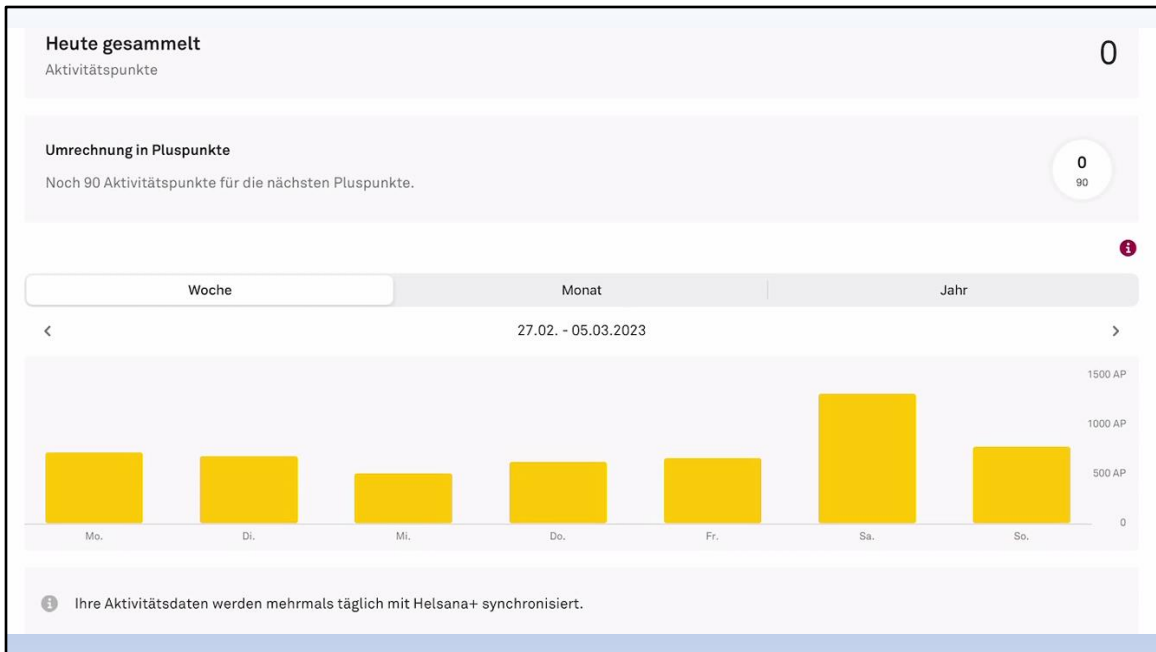 Heute gesammelt
Aktivitätspunkte
0
Umrechnung in Pluspunkte
Noch 90 Aktivitätspunkte für die nächsten Pluspunkte.
0
90
Woche Monat Jahr
27.02. - 05.03.2023
1500 AP
1000 AP
500 AP
0
Mo. Di. Mi. Do. Fr. Sa. So.
Ihre Aktivitätsdaten werden mehrmals täglich mit Helsana+ synchronisiert.